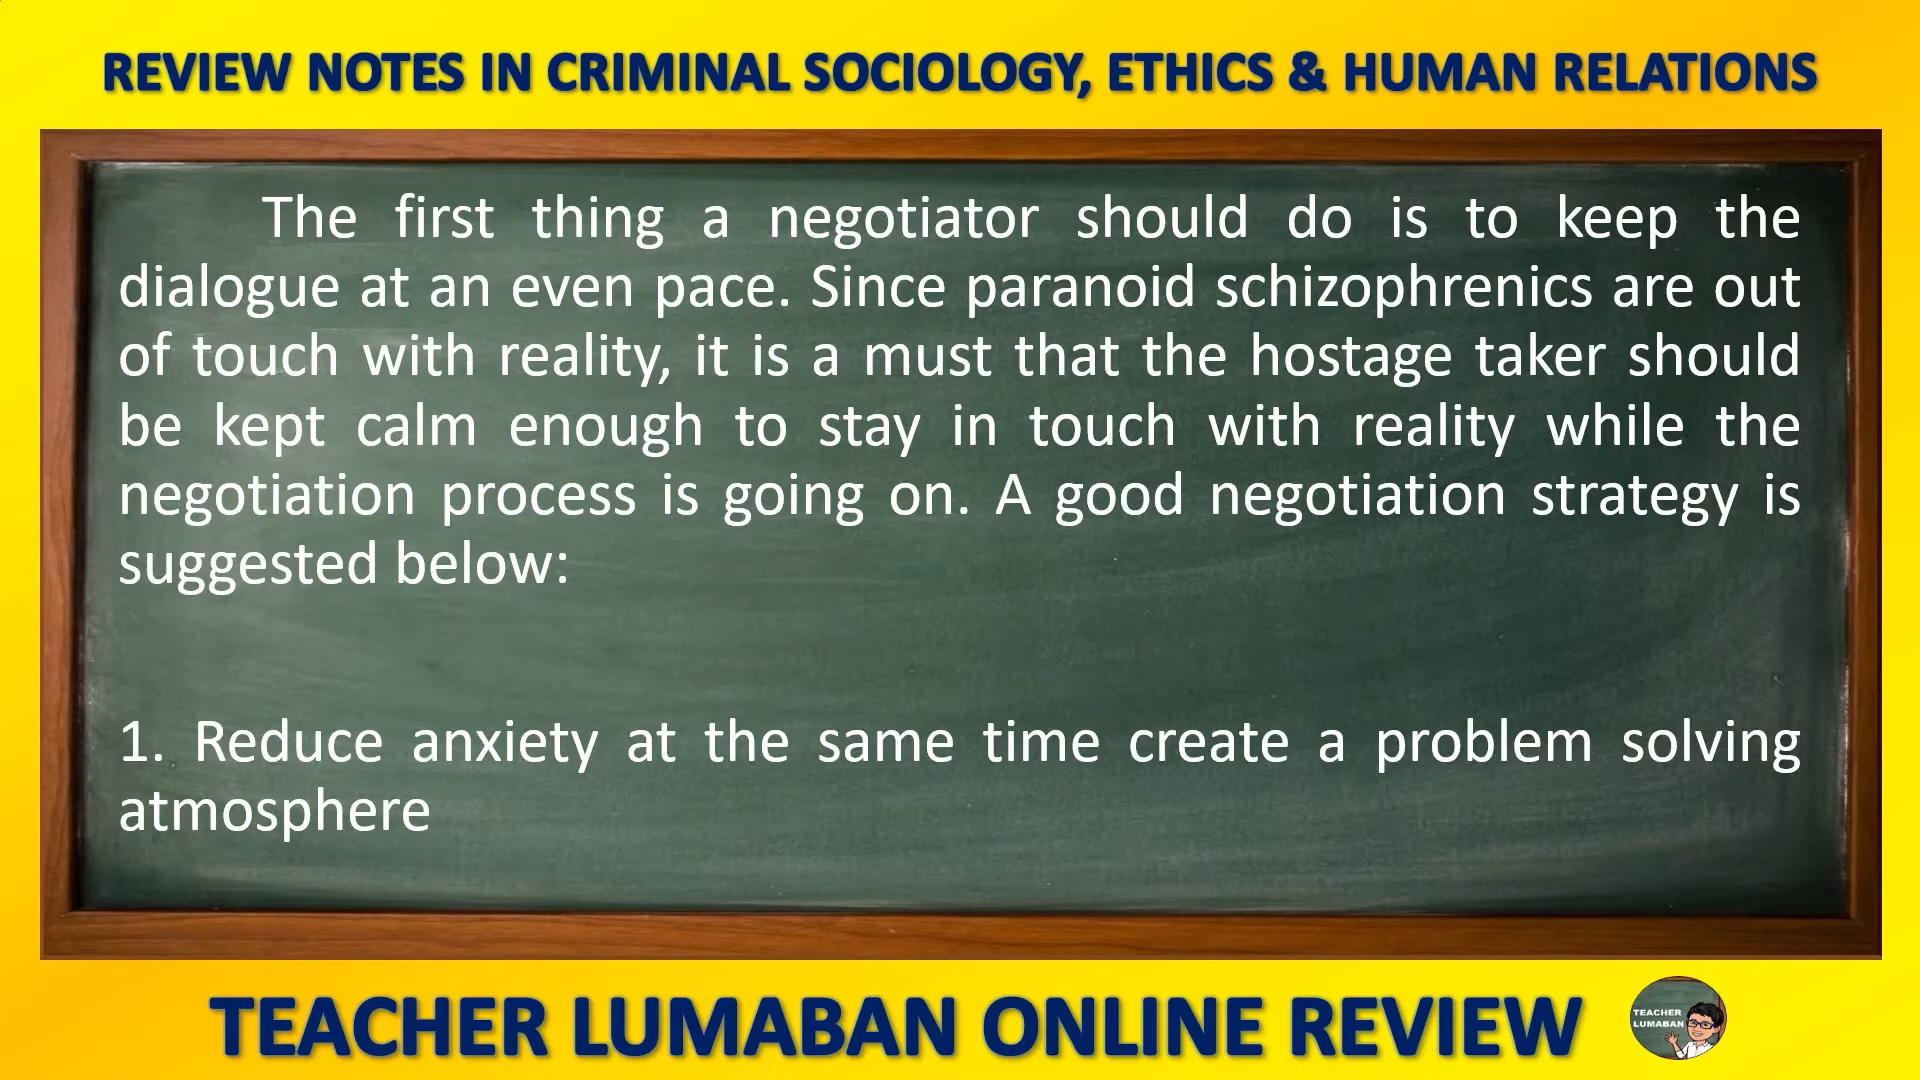 REVIEW NOTES IN CRIMINAL SOCIOLOGY, ETHICS & HUMAN RELATIONS
The first thing a negotiator should do is to keep the
dialogue at an even pace. Since paranoid schizophrenics are out
of touch with reality, it is a must that the hostage taker should
be kept calm enough to stay in touch with reality while the
negotiation process is going on. A good negotiation strategy is
suggested below:
1. Reduce anxiety at the same time create a problem solving
atmosphere
TEACHER LUMABAN ONLINE REVIEW
TEACHER
LUMABAN